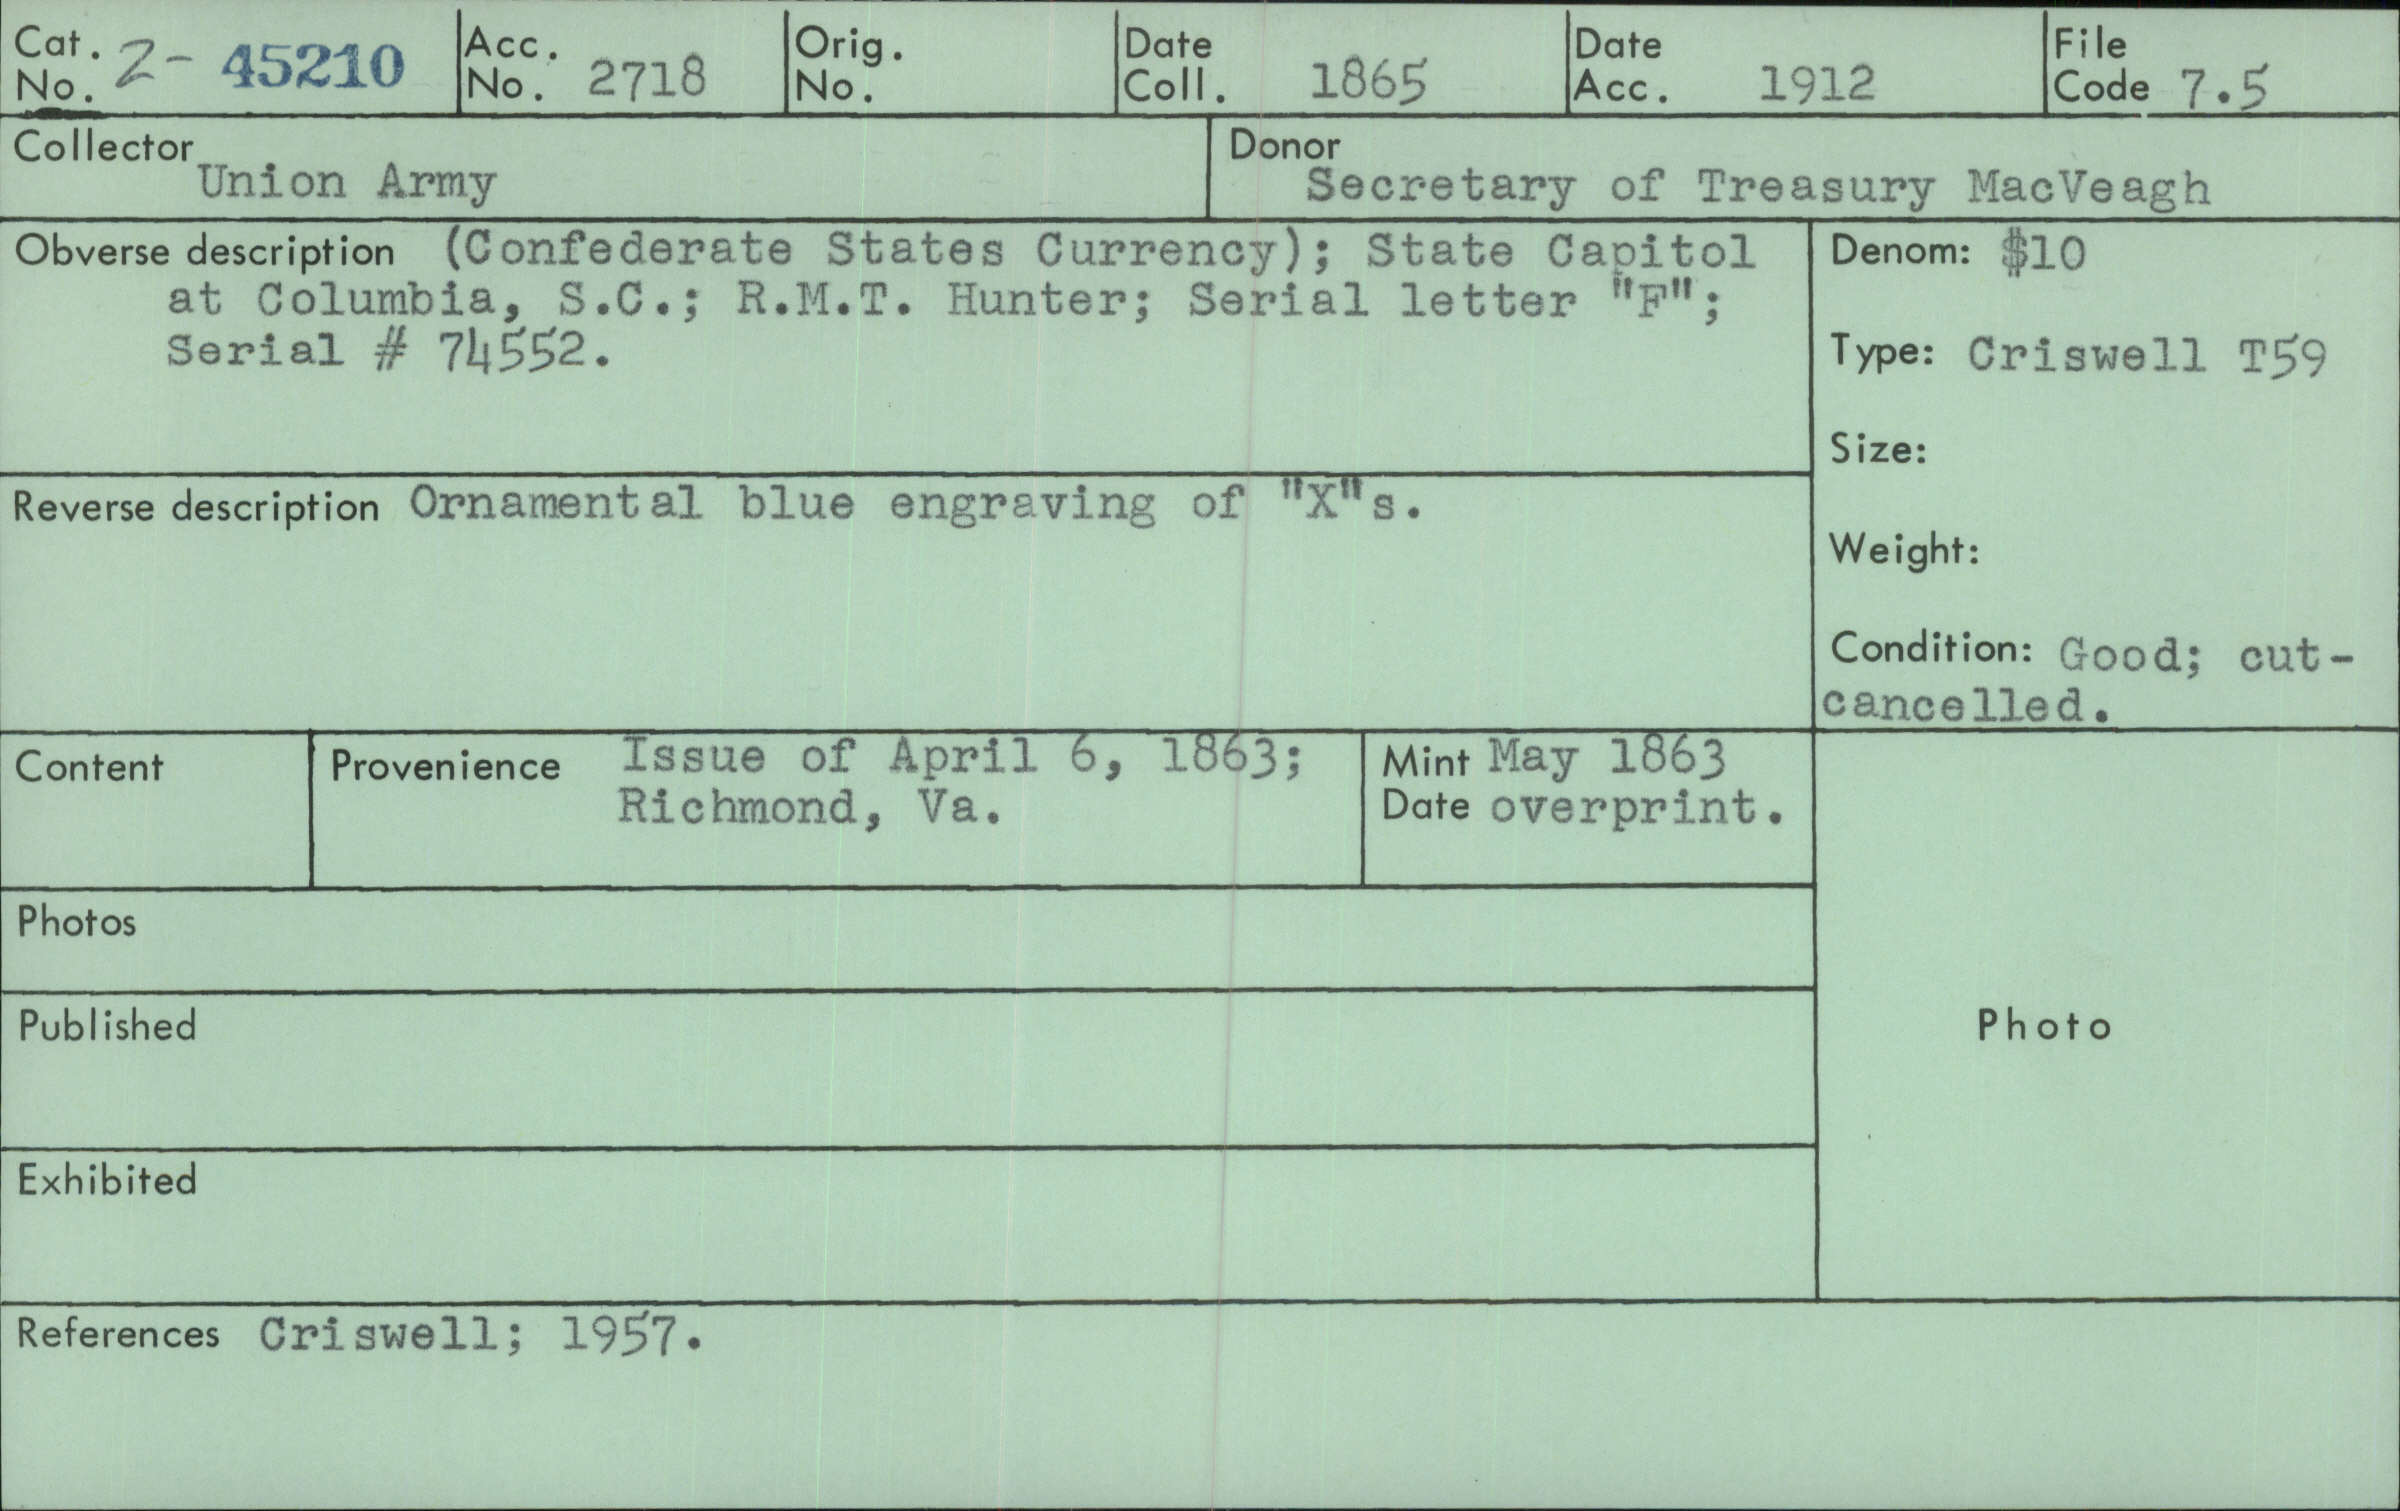 Cat. No. 2- 45210
Acc. No. 2718
Orig. No.
Date Coll. 1865
Date Acc. 1912
File Code 7.5
Collector Union Army
Donor Secretary of Treasury MacVeagh
Obverse description (Confederate States Currency); State Capitol
at Columbia, S.C.; R.M.T. Hunter; Serial letter "F";
Serial # 74552.
Denom: $10
Type: Criswell T59
Size:
Weight:
Condition: Good; cut-
cancelled.
Reverse description Ornamental blue engraving of "X"s.
Content
Provenience Issue of April 6, 1863;
Richmond, Va.
Mint Date May 1863
overprint.
Photos
Published
Exhibited
Photo
References Criswell; 1957.